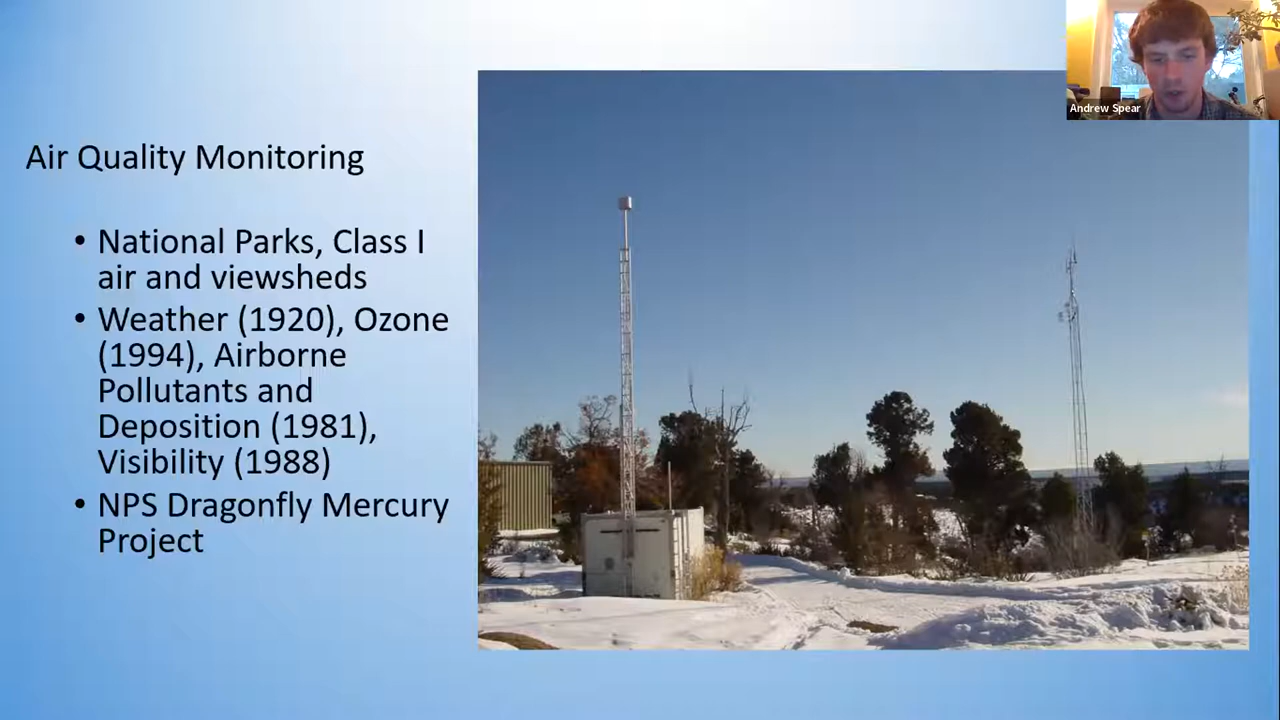 Andrew Spear
Air Quality Monitoring
• National Parks, Class I
air and viewsheds
• Weather (1920), Ozone
(1994), Airborne
Pollutants and
Deposition (1981),
Visibility (1988)
• NPS Dragonfly Mercury
Project